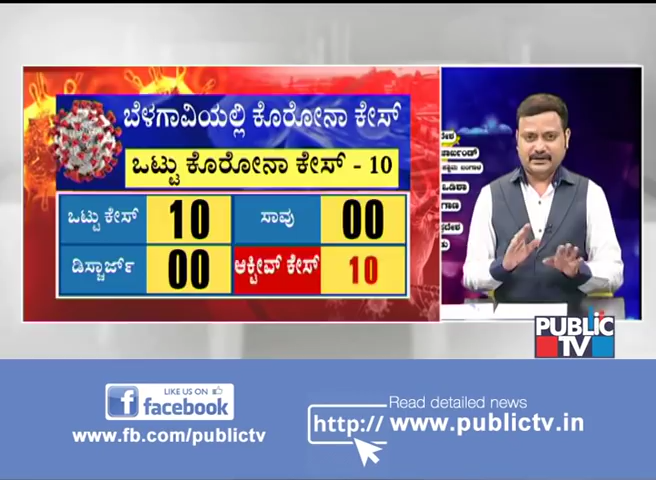 ಬೆಳಗಾವಿಯಲ್ಲಿ ಕೊರೋನಾ ಕೇಸ್
ಒಟ್ಟು ಕೊರೋನಾ ಕೇಸ್ - 10
ಒಟ್ಟು ಕೇಸ್ 10 ಸಾವು 00
ಡಿಸ್ಚಾರ್ಜ್ 00 ಆಕ್ಟೀವ್ ಕೇಸ್ 10
ಒಡಿಶಾ
PUBLiC
TV
LIKE US ON
f facebook
www.fb.com/publictv
Read detailed news
http:// www.publictv.in